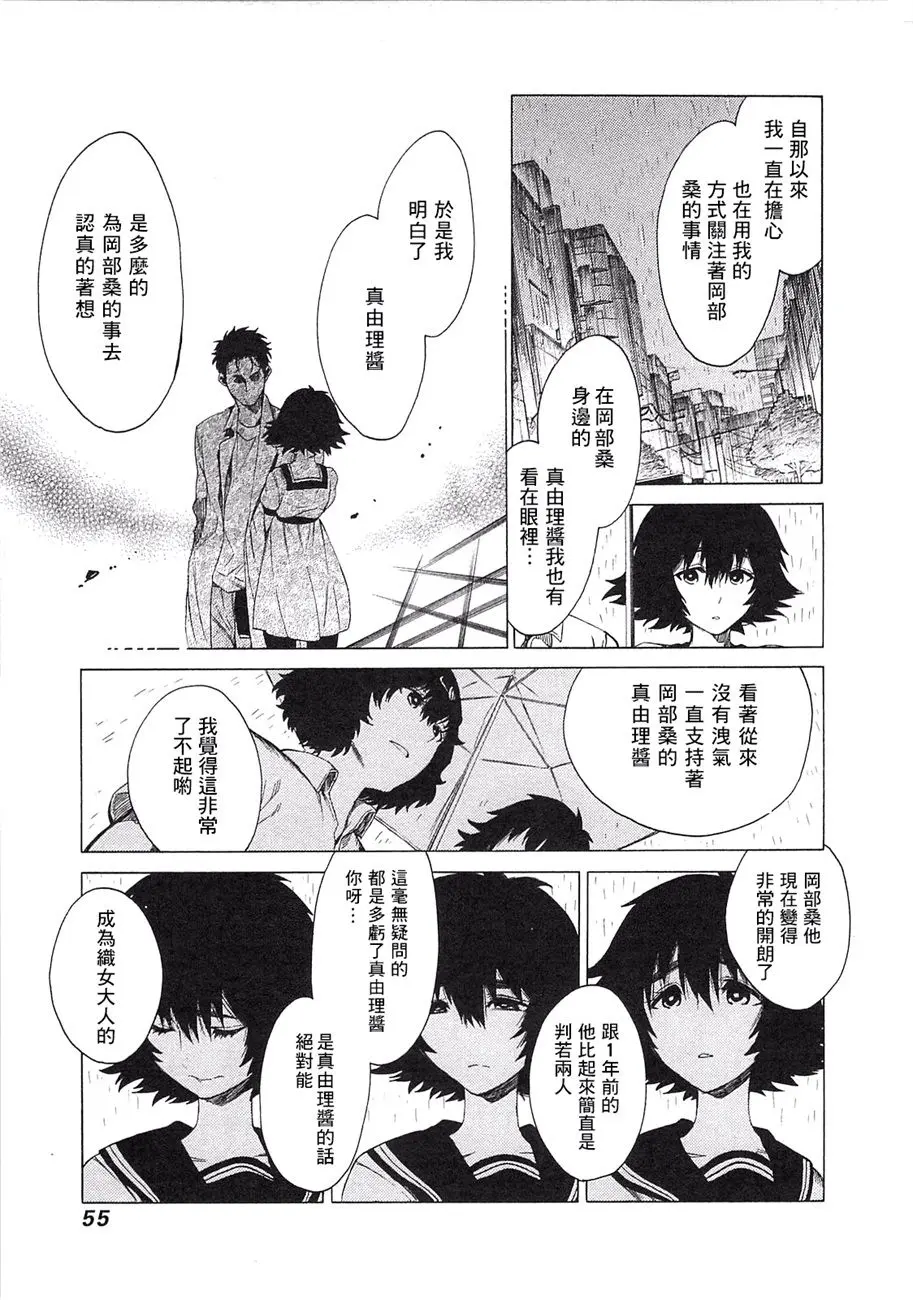 自那以來
我一直在擔心
也在用我的
方式關注著岡部
桑的事情
在岡部桑
身邊的
真由理醬我也有
看在眼裡…
於是我
明白了
真由理醬
是多麼的
為岡部桑的事去
認真的著想
看著從來
沒有洩氣
一直支持著
岡部桑的
真由理醬
我覺得這非常
了不起喲
岡部桑他
現在變得
非常的開朗了
跟1年前的
他比起來簡直是
判若兩人
這毫無疑問的
都是多虧了真由理醬
你呀…
是真由理醬的話
絕對能
成為織女大人的
55